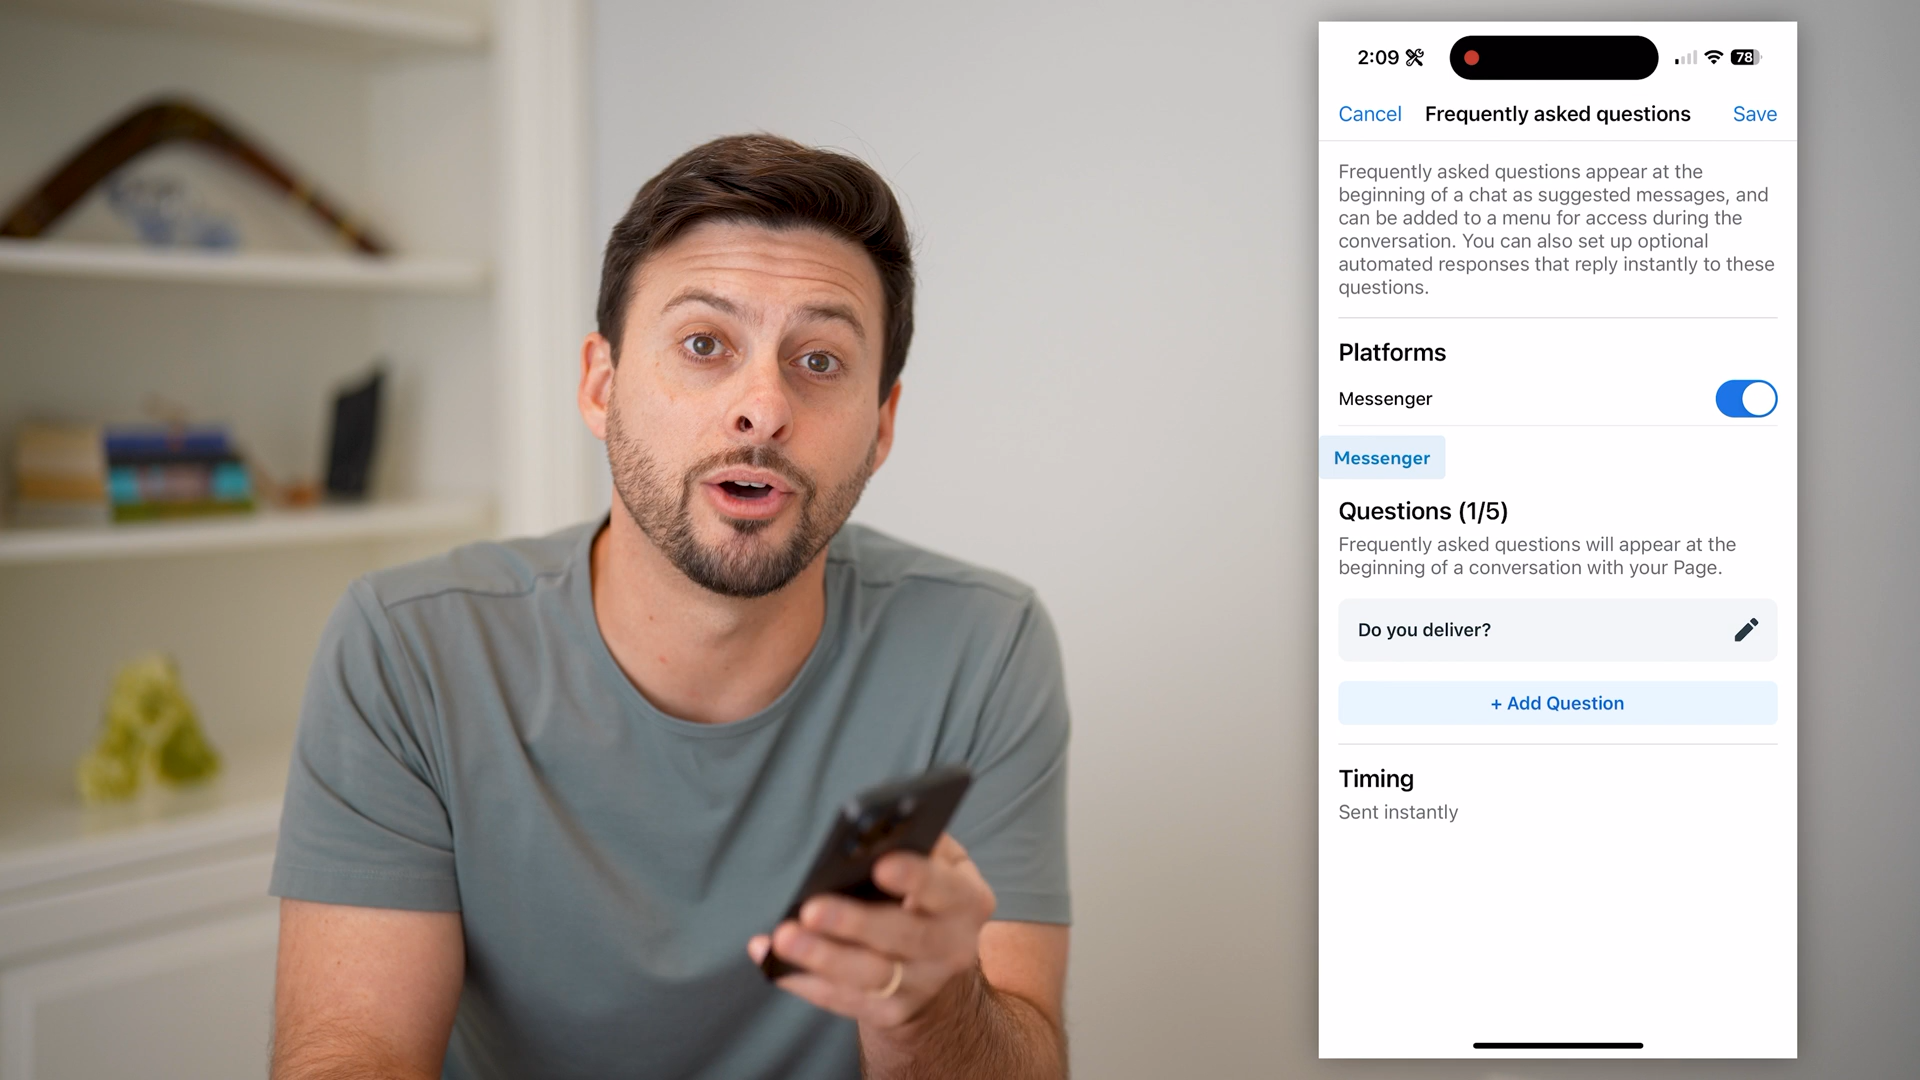 2:09
78
Cancel
Frequently asked questions
Save
Frequently asked questions appear at the
beginning of a chat as suggested messages, and
can be added to a menu for access during the
conversation. You can also set up optional
automated responses that reply instantly to these
questions.
Platforms
Messenger
Messenger
Questions (1/5)
Frequently asked questions will appear at the
beginning of a conversation with your Page.
Do you deliver?
+ Add Question
Timing
Sent instantly